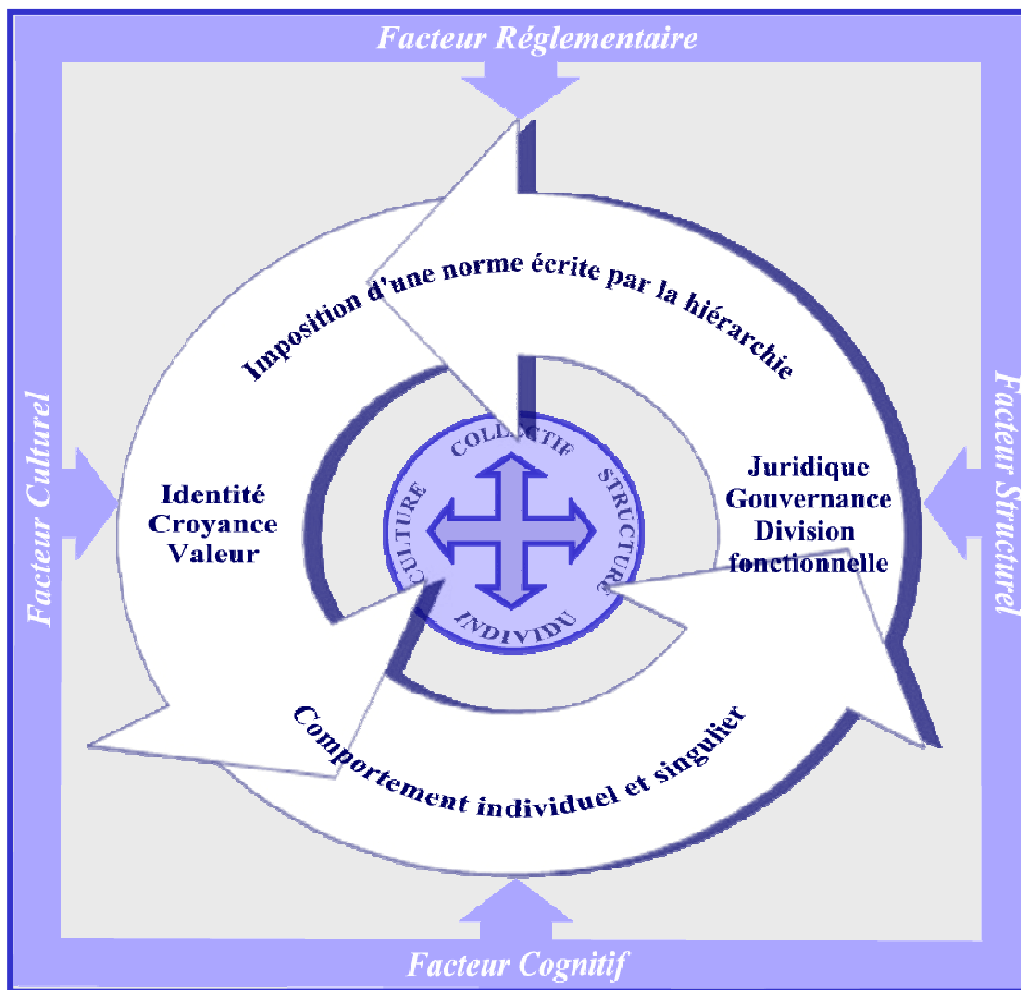 Facteur Réglementaire
Imposition d'une norme écrite par la hiérarchie
Facteur Culturel
Identité
Croyance
Valeur
COLLECTIF
CULTURE
STRUCTURE
INDIVIDU
Juridique
Gouvernance
Division
fonctionnelle
Facteur Structurel
Comportement individuel et singulier
Facteur Cognitif